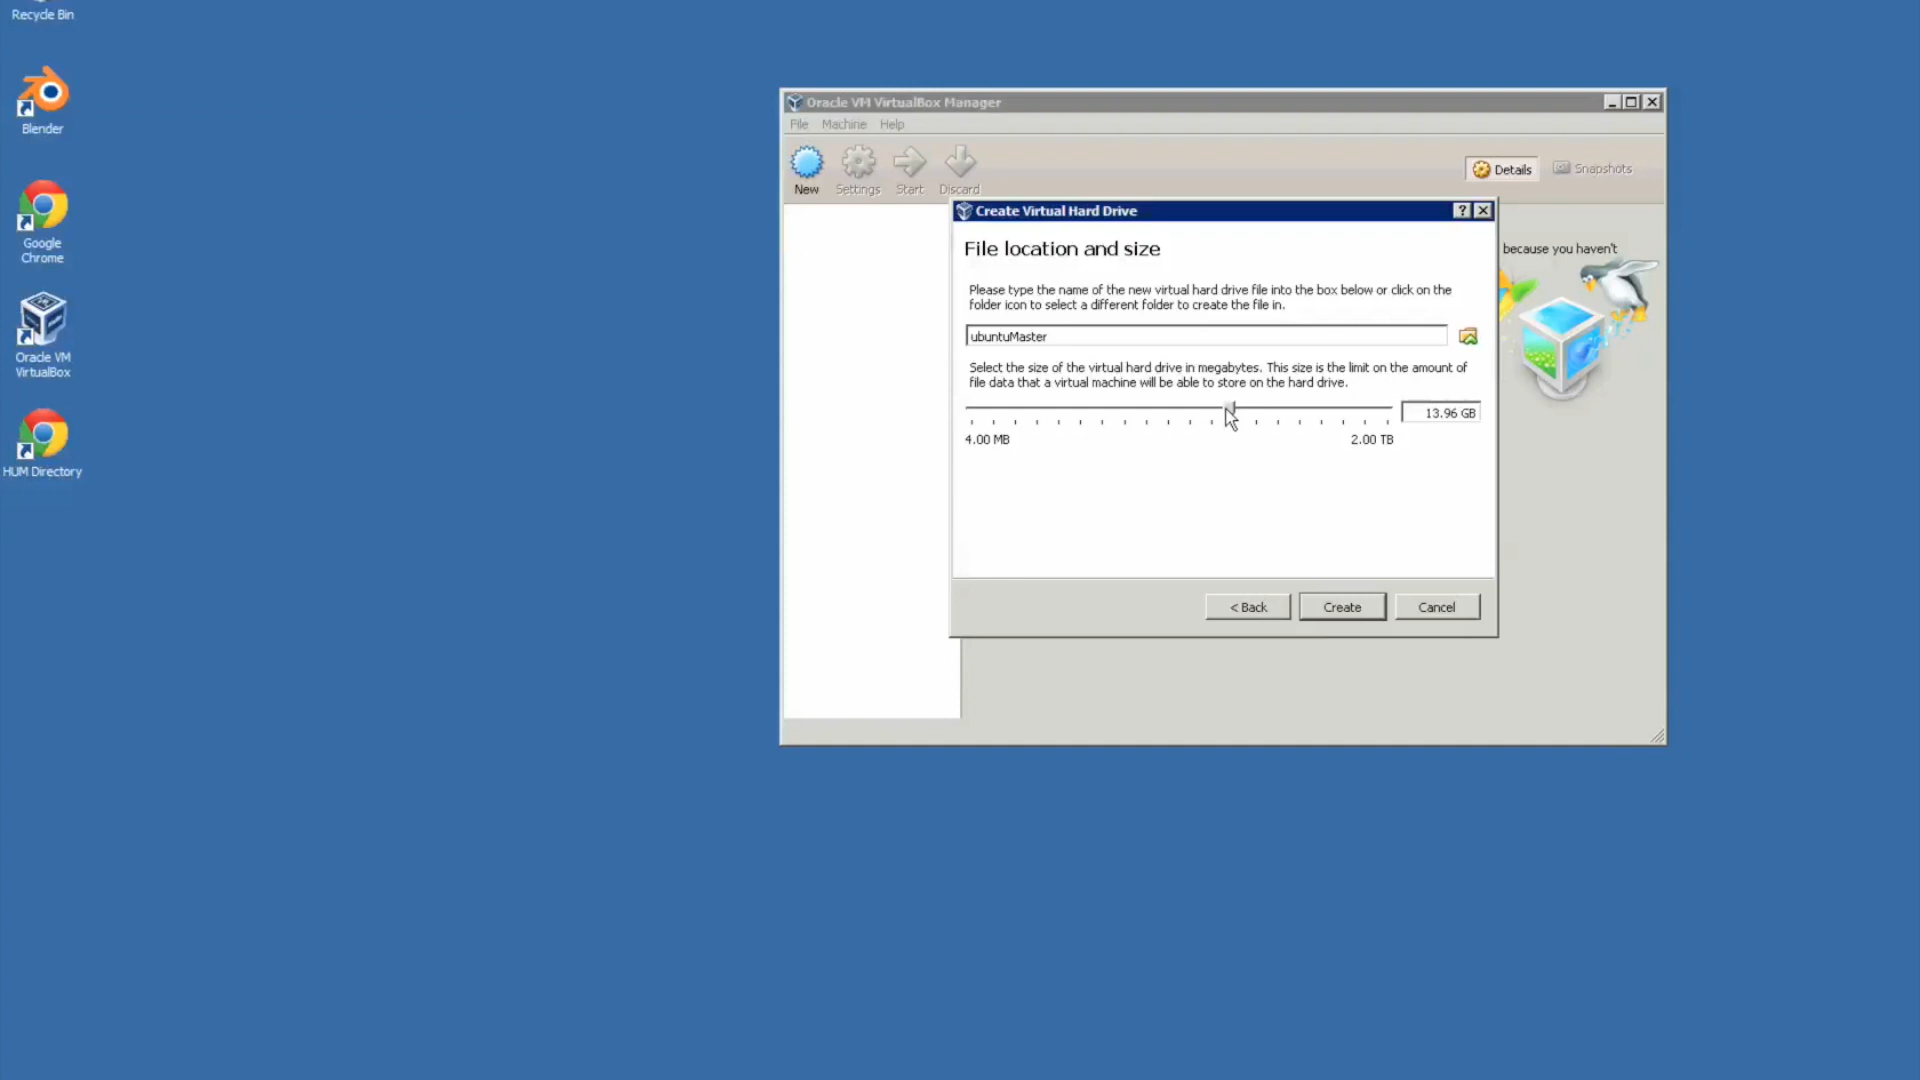 Recycle Bin
Blender
Google
Chrome
Oracle VM
VirtualBox
HUM Directory
Oracle VM VirtualBox Manager
File Machine Help
New Settings Start Discard
Details Snapshots
because you haven't
Create Virtual Hard Drive
File location and size
Please type the name of the new virtual hard drive file into the box below or click on the
folder icon to select a different folder to create the file in.
ubuntuMaster
Select the size of the virtual hard drive in megabytes. This size is the limit on the amount of
file data that a virtual machine will be able to store on the hard drive.
13.96 GB
4.00 MB 2.00 TB
< Back Create Cancel